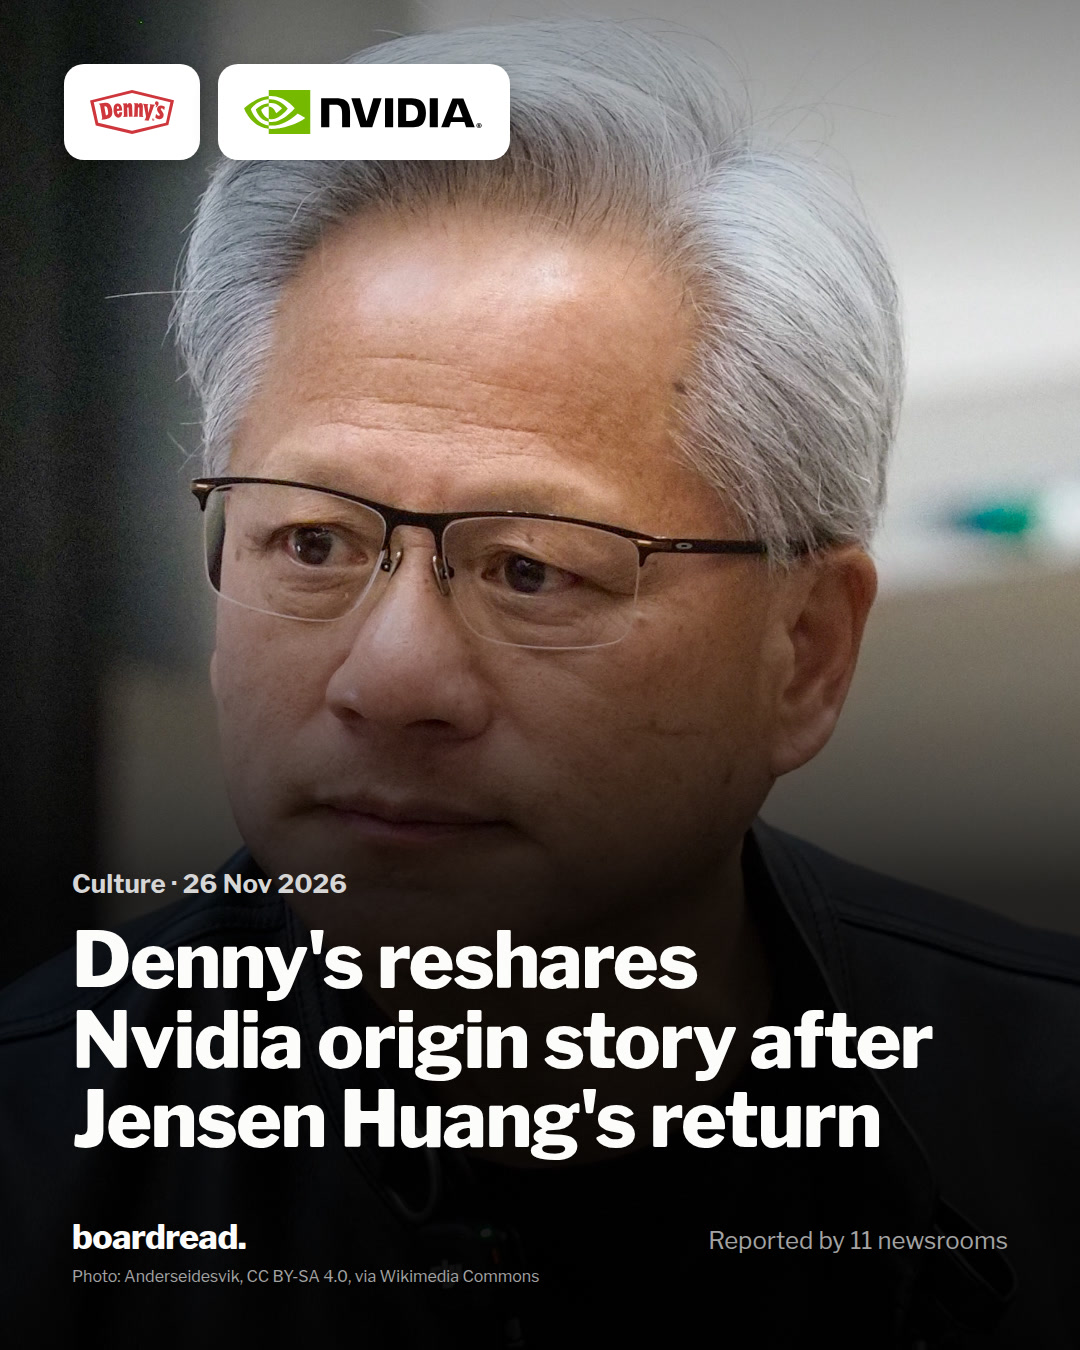 Denny's
NVIDIA®
Culture · 26 Nov 2026
Denny's reshares
Nvidia origin story after
Jensen Huang's return
boardread.
Reported by 11 newsrooms
Photo: Anderseidesvik, CC BY-SA 4.0, via Wikimedia Commons